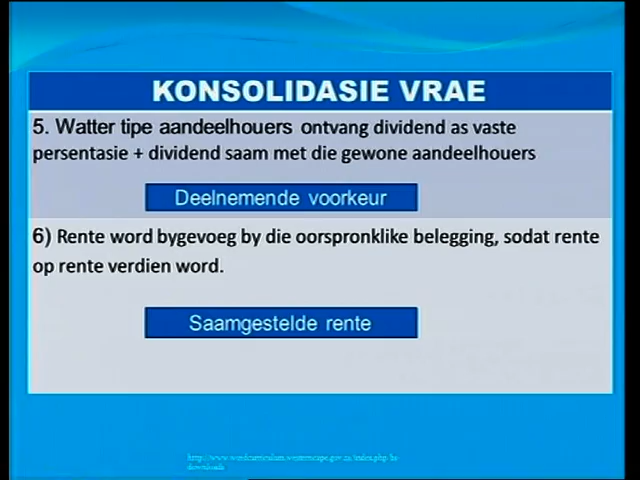 KONSOLIDASIE VRAE
5. Watter tipe aandeelhouers ontvang dividend as vaste
persentasie + dividend saam met die gewone aandeelhouers
Deelnemende voorkeur
6) Rente word bygevoeg by die oorspronklike belegging, sodat rente
op rente verdien word.
Saamgestelde rente
downloads